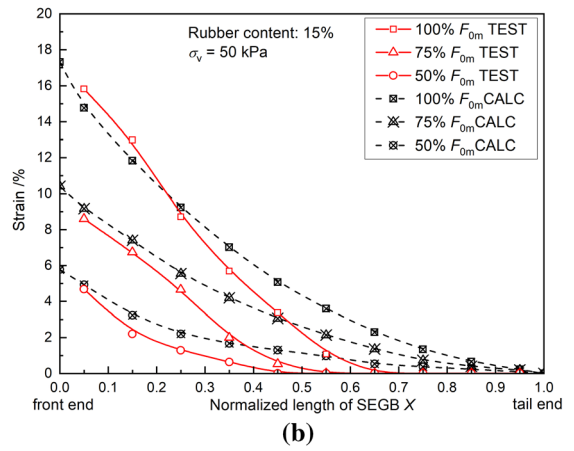 Rubber content: 15%
σv = 50 kPa
100% F0m TEST
75% F0m TEST
50% F0m TEST
100% F0mCALC
75% F0mCALC
50% F0mCALC
Strain /%
20
18
16
14
12
10
8
6
4
2
0
0.0 0.1 0.2 0.3 0.4 0.5 0.6 0.7 0.8 0.9 1.0
front end Normalized length of SEGB X tail end
(b)